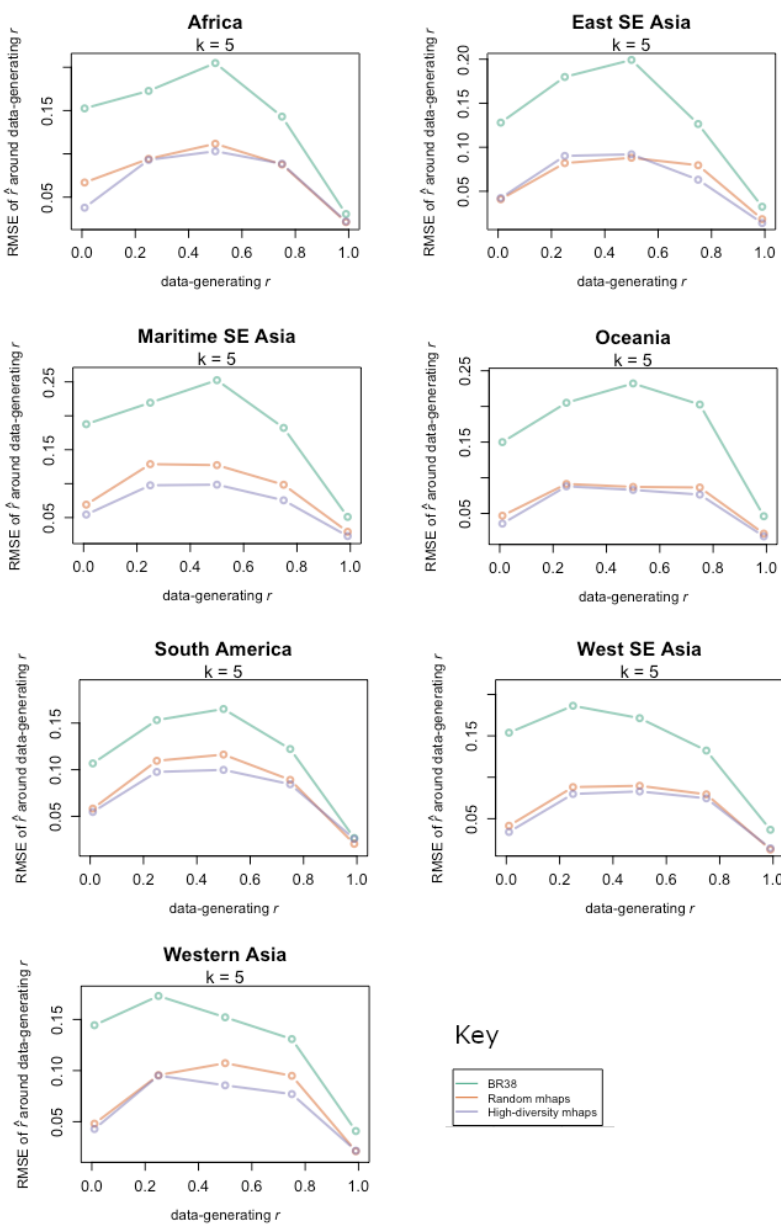 Africa
k = 5
RMSE of r̂ around data-generating r
0.05
0.15
0.0 0.2 0.4 0.6 0.8 1.0
data-generating r
East SE Asia
k = 5
RMSE of r̂ around data-generating r
0.05
0.10
0.15
0.20
0.0 0.2 0.4 0.6 0.8 1.0
data-generating r
Maritime SE Asia
k = 5
RMSE of r̂ around data-generating r
0.05
0.15
0.25
0.0 0.2 0.4 0.6 0.8 1.0
data-generating r
Oceania
k = 5
RMSE of r̂ around data-generating r
0.05
0.15
0.25
0.0 0.2 0.4 0.6 0.8 1.0
data-generating r
South America
k = 5
RMSE of r̂ around data-generating r
0.05
0.10
0.15
0.0 0.2 0.4 0.6 0.8 1.0
data-generating r
West SE Asia
k = 5
RMSE of r̂ around data-generating r
0.05
0.15
0.0 0.2 0.4 0.6 0.8 1.0
data-generating r
Western Asia
k = 5
RMSE of r̂ around data-generating r
0.05
0.10
0.15
0.0 0.2 0.4 0.6 0.8 1.0
data-generating r
Key
BR38
Random mhaps
High-diversity mhaps